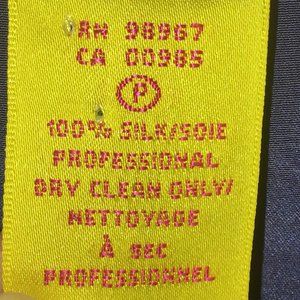 RN 98967
CA 00985
P
100% SILK/SOIE
PROFESSIONAL
DRY CLEAN ONLY/
NETTOYAGE
À SEC
PROFESSIONNEL